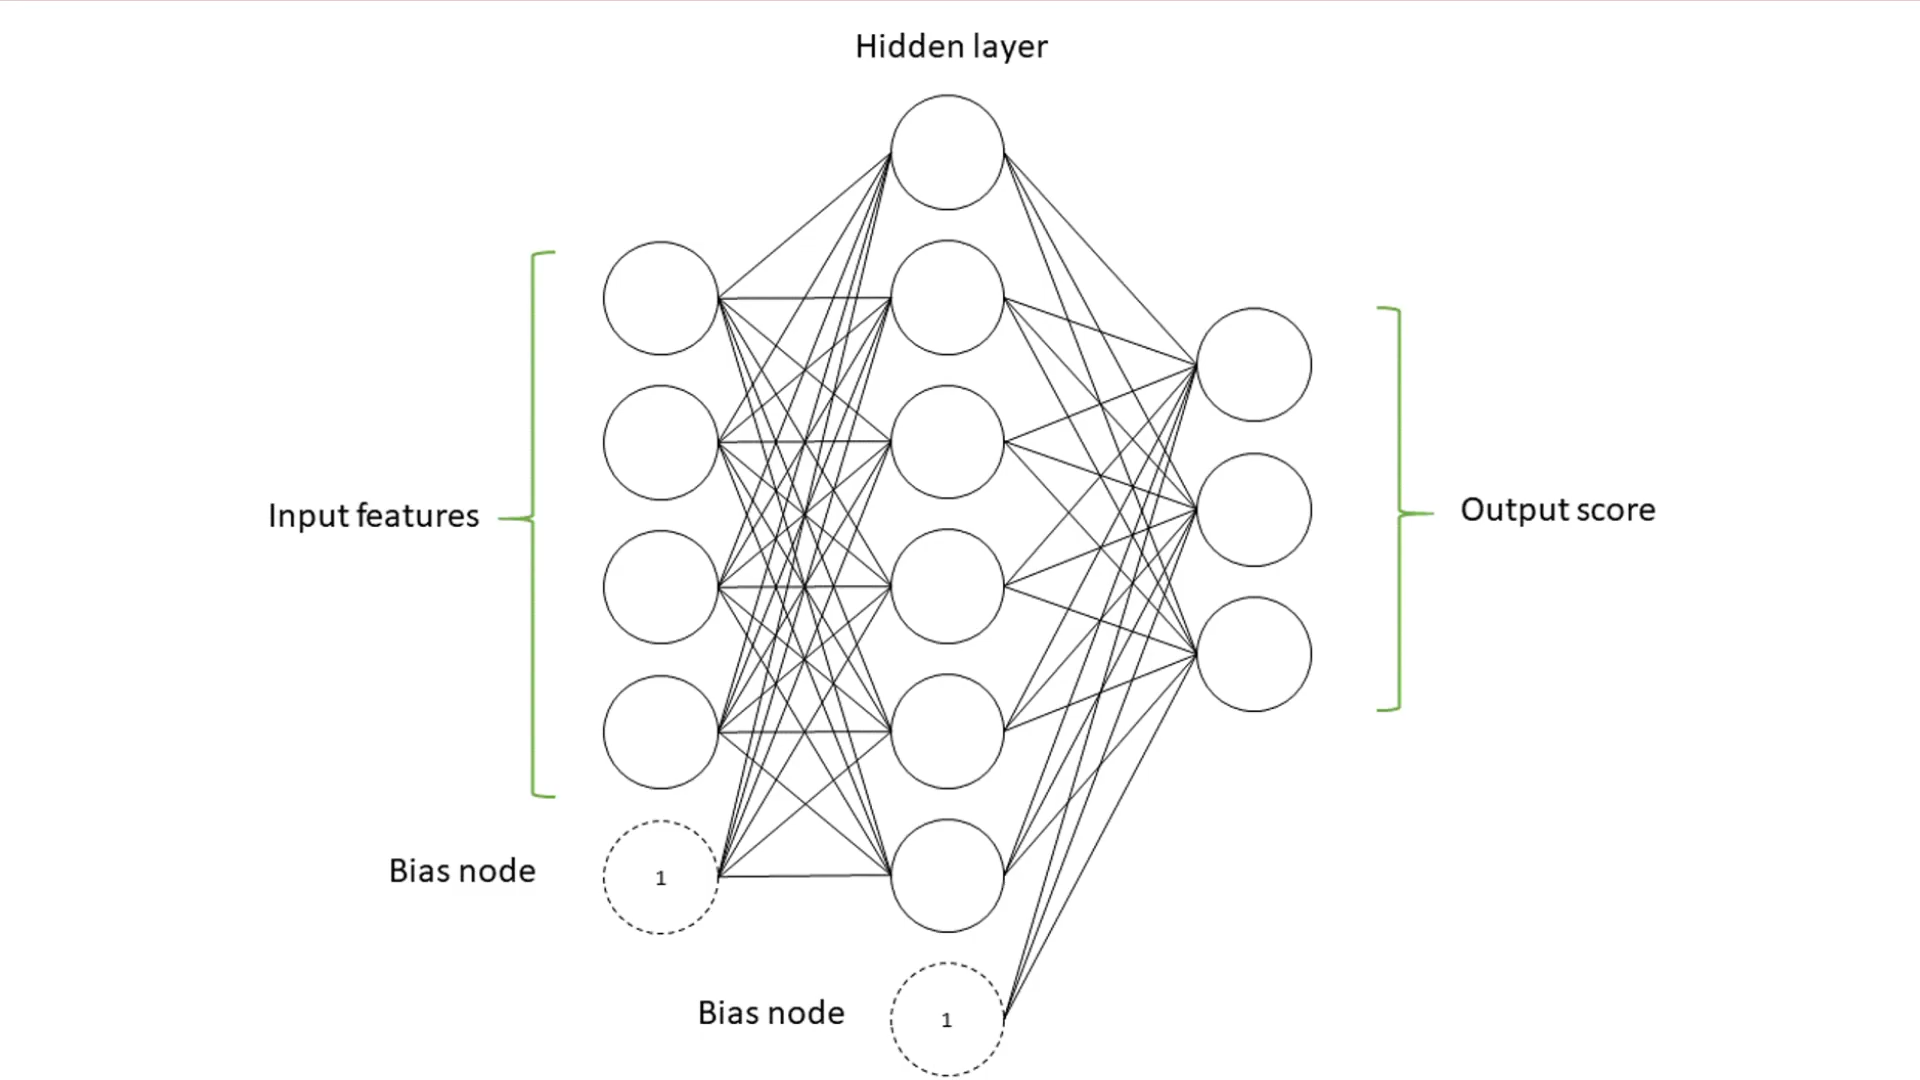 Hidden layer
Input features
Output score
Bias node
1
Bias node
1